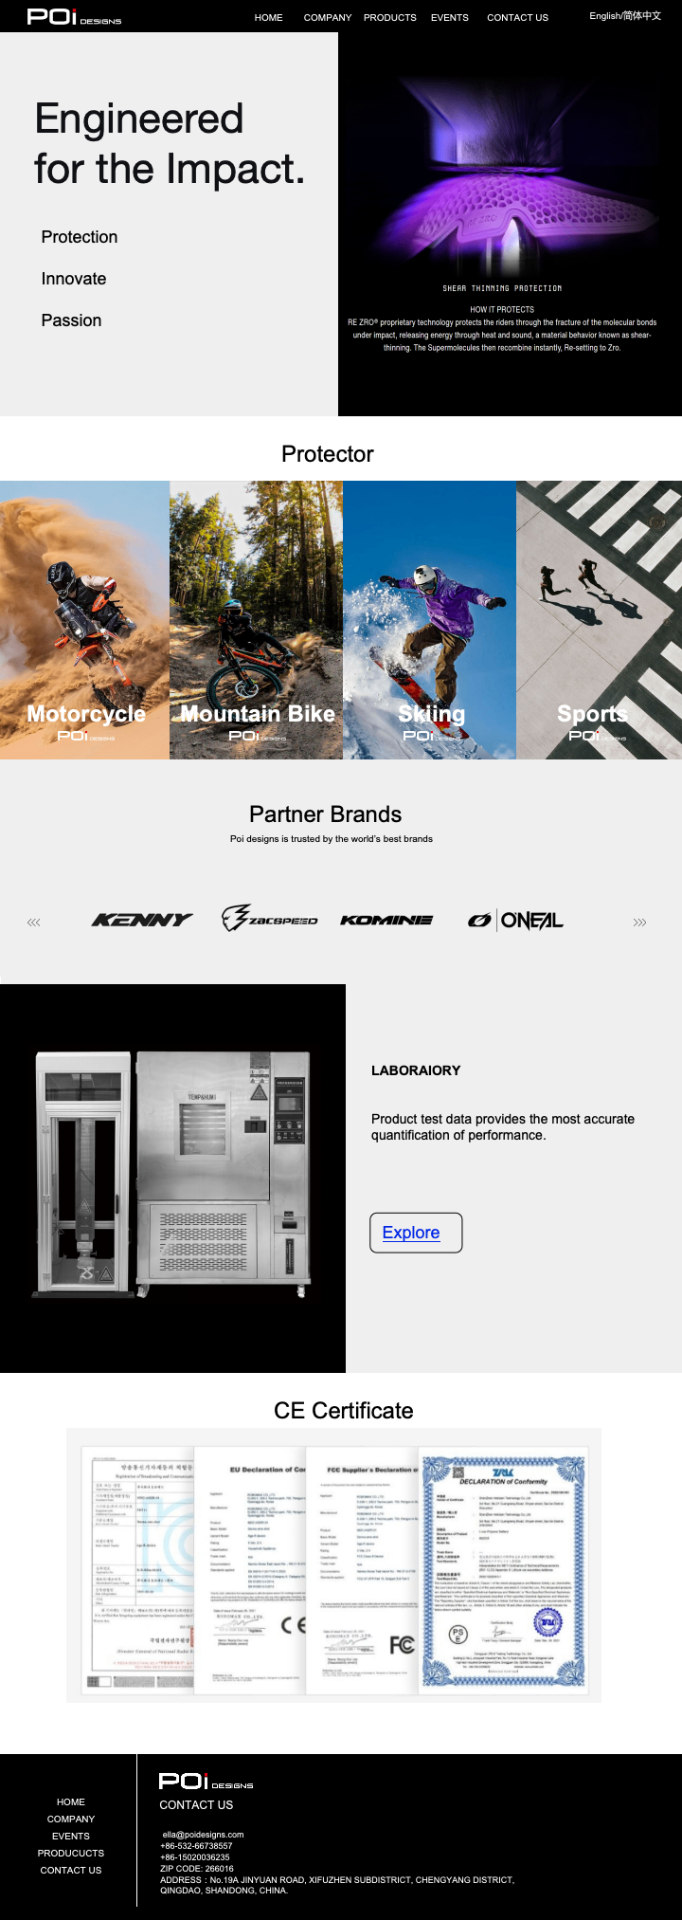 POi DESIGNS
HOME COMPANY PRODUCTS EVENTS CONTACT US English/简体中文
Engineered
for the Impact.
Protection
Innovate
Passion
SHEAR THINNING PROTECTION
HOW IT PROTECTS
RE ZRO® proprietary technology protects the riders through the fracture of the molecular bonds
under impact, releasing energy through heat and sound, a material behavior known as shear-
thinning. The Supermolecules then recombine instantly, Re-setting to Zro.
Protector
Motorcycle
POi DESIGNS
Mountain Bike
POi DESIGNS
Skiing
POi DESIGNS
Sports
POi DESIGNS
Partner Brands
Poi designs is trusted by the world's best brands
KENNY ZACSPEED KOMINE O'NEAL
TEMP&HUMI
LABORAIORY
Product test data provides the most accurate
quantification of performance.
Explore
CE Certificate
EU Declaration of Co
FCC Supplier's Declaration o
DECLARATION of Conformity
CE
FC
PSE
POi DESIGNS
CONTACT US
HOME
COMPANY
EVENTS
PRODUCUCTS
CONTACT US
ella@poidesigns.com
+86-532-66738557
+86-15020036235
ZIP CODE: 266016
ADDRESS：No.19A JINYUAN ROAD, XIFUZHEN SUBDISTRICT, CHENGYANG DISTRICT,
QINGDAO, SHANDONG, CHINA.